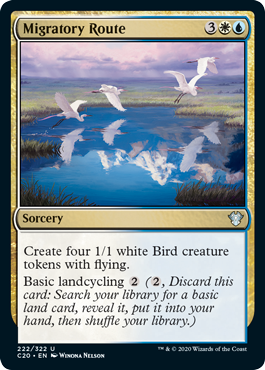 Migratory Route 3
Sorcery
Create four 1/1 white Bird creature
tokens with flying.
Basic landcycling 2 (2, Discard this
card: Search your library for a basic
land card, reveal it, put it into your
hand, then shuffle your library.)
222/322 U
C20 • EN Winona Nelson ™ & © 2020 Wizards of the Coast